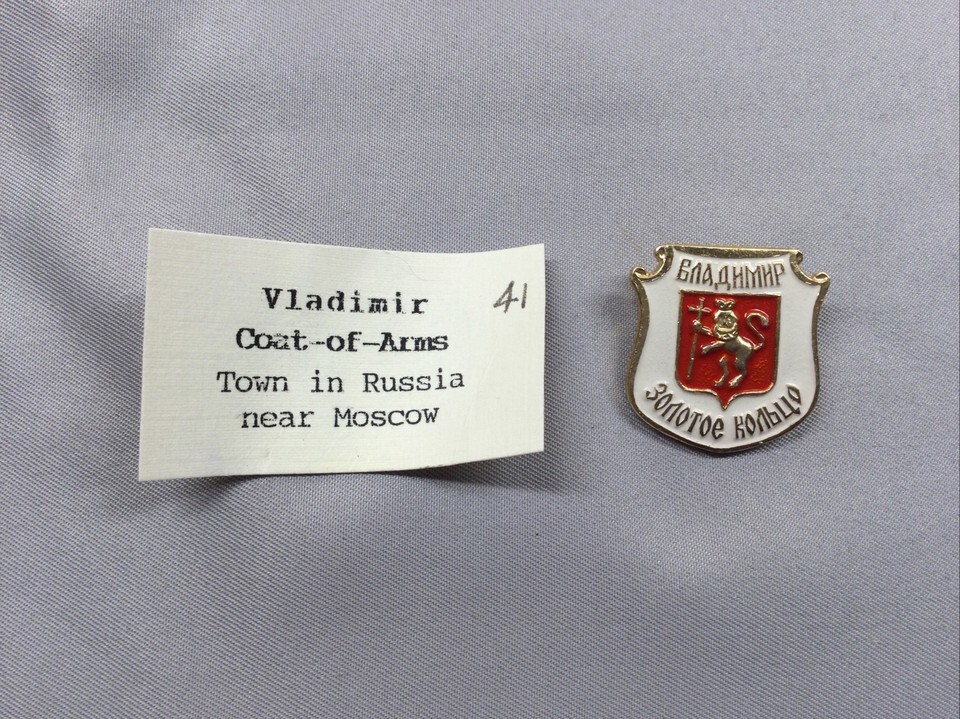 Vladimir
41
Coat-of-Arms
Town in Russia
near Moscow
ВЛАДИМИР
ЗОЛОТОЕ КОЛЬЦО